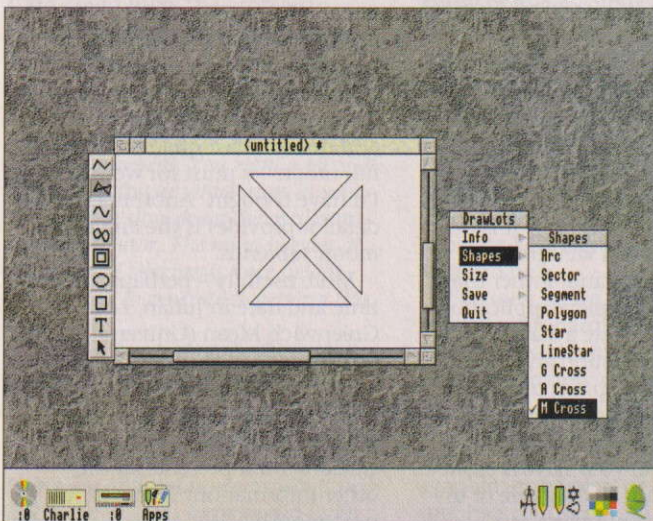 <untitled> *
T
DrawLots
Info
Shapes
Size
Save
Quit
Shapes
Arc
Sector
Segment
Polygon
Star
LineStar
G Cross
A Cross
M Cross
:0
Charlie
:0
Apps